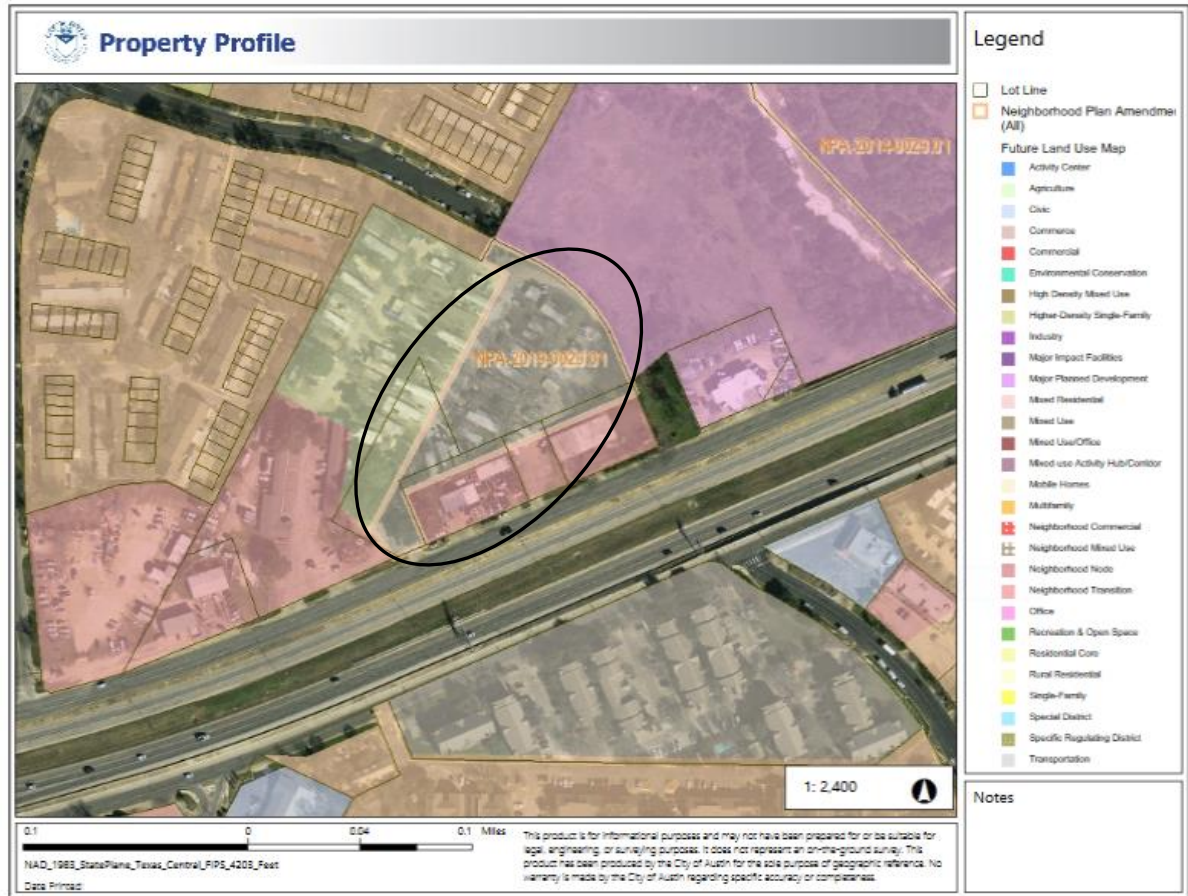 Property Profile
Legend
Lot Line
Neighborhood Plan Amendme
(All)
Future Land Use Map
Activity Center
Agriculture
Civic
Commerce
Commercial
Environmental Conservation
High Density Mixed Use
Higher-Density Single-Family
Industry
Major Impact Facilities
Major Planned Development
Mixed Residential
Mixed Use
Mixed Use/Office
Mixed use Activity Hub/Corridor
Mobile Homes
Multifamily
Neighborhood Commercial
Neighborhood Mixed Use
Neighborhood Node
Neighborhood Transition
Office
Recreation & Open Space
Residential Core
Rural Residential
Single-Family
Special District
Specific Regulating District
Transportation
NPA-2014-0029.01
NPA-2019-0029.01
1: 2,400
Notes
0.1 0 0.04 0.1 Miles
NAD_1983_StatePlane_Texas_Central_FIPS_4203_Feet
Date Printed:
This product is for informational purposes and may not have been prepared for or be suitable for
legal, engineering, or surveying purposes. It does not represent an on-the-ground survey. This
product has been produced by the City of Austin for the sole purpose of geographic reference. No
warranty is made by the City of Austin regarding specific accuracy or completeness.